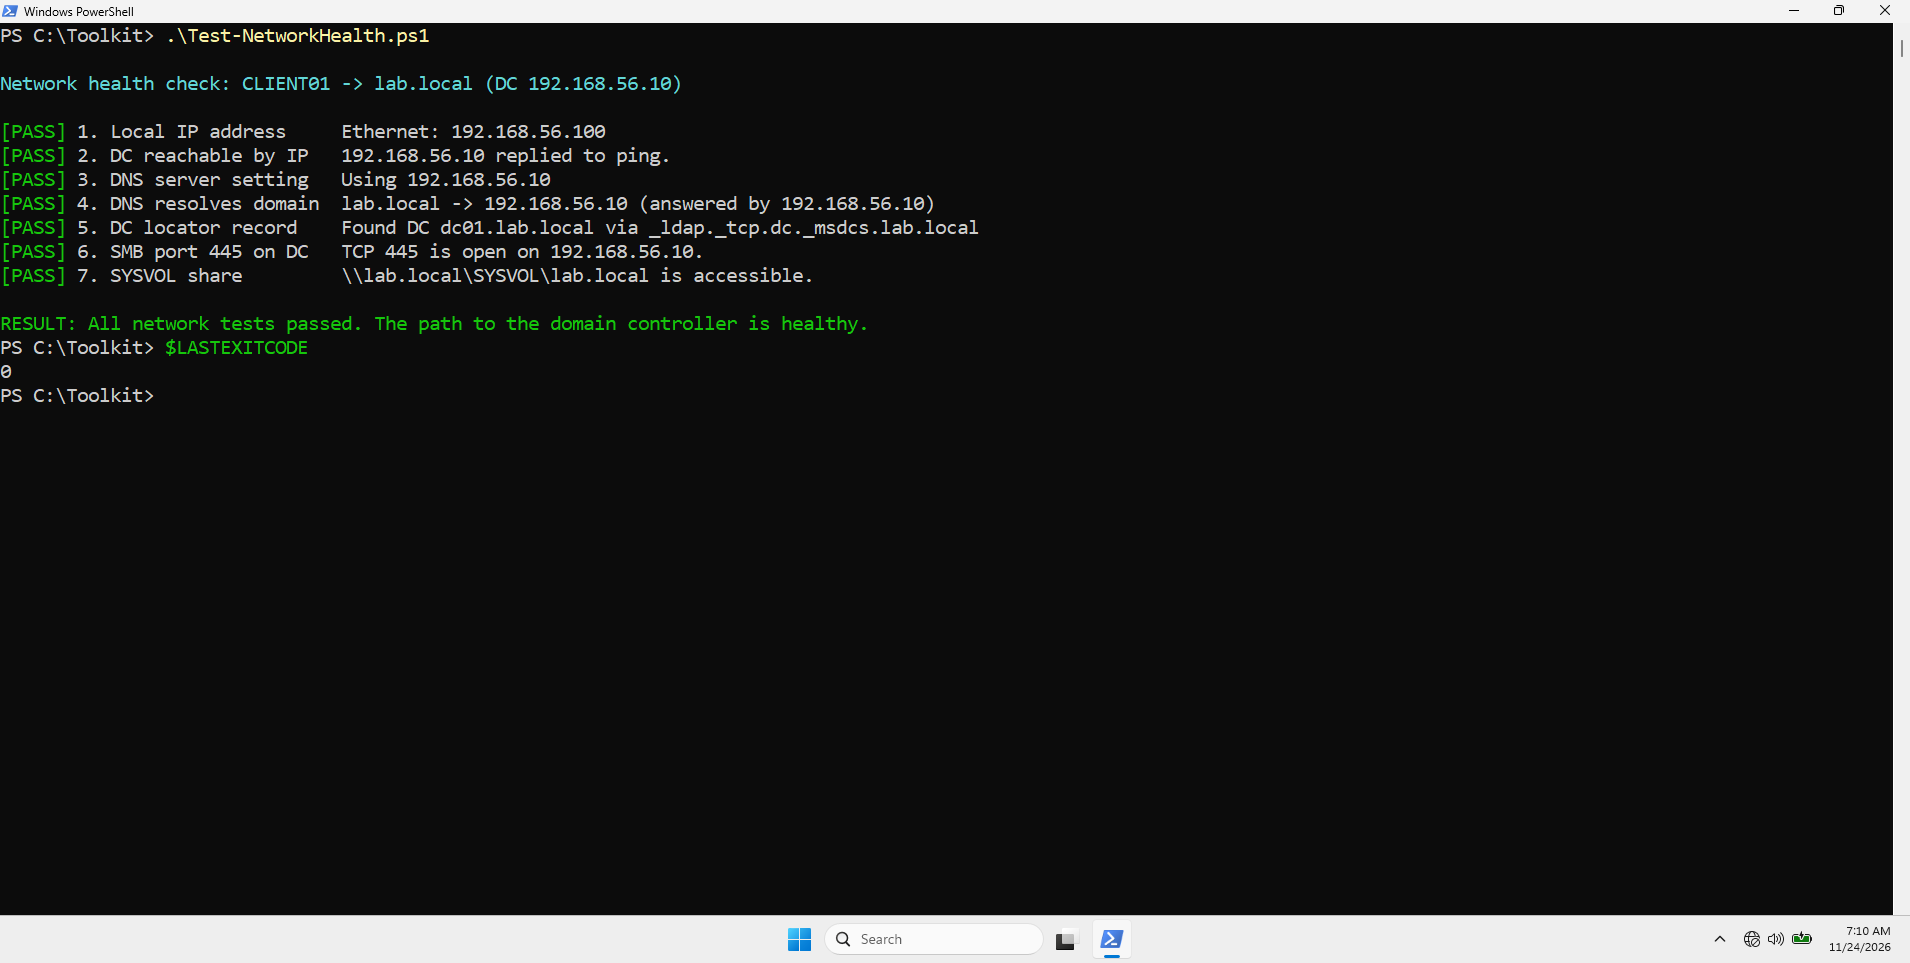 Windows PowerShell
PS C:\Toolkit> .\Test-NetworkHealth.ps1
Network health check: CLIENT01 -> lab.local (DC 192.168.56.10)
[PASS] 1. Local IP address     Ethernet: 192.168.56.100
[PASS] 2. DC reachable by IP   192.168.56.10 replied to ping.
[PASS] 3. DNS server setting   Using 192.168.56.10
[PASS] 4. DNS resolves domain  lab.local -> 192.168.56.10 (answered by 192.168.56.10)
[PASS] 5. DC locator record    Found DC dc01.lab.local via _ldap._tcp.dc._msdcs.lab.local
[PASS] 6. SMB port 445 on DC   TCP 445 is open on 192.168.56.10.
[PASS] 7. SYSVOL share         \\lab.local\SYSVOL\lab.local is accessible.
RESULT: All network tests passed. The path to the domain controller is healthy.
PS C:\Toolkit> $LASTEXITCODE
0
PS C:\Toolkit>
Search
7:10 AM
11/24/2026